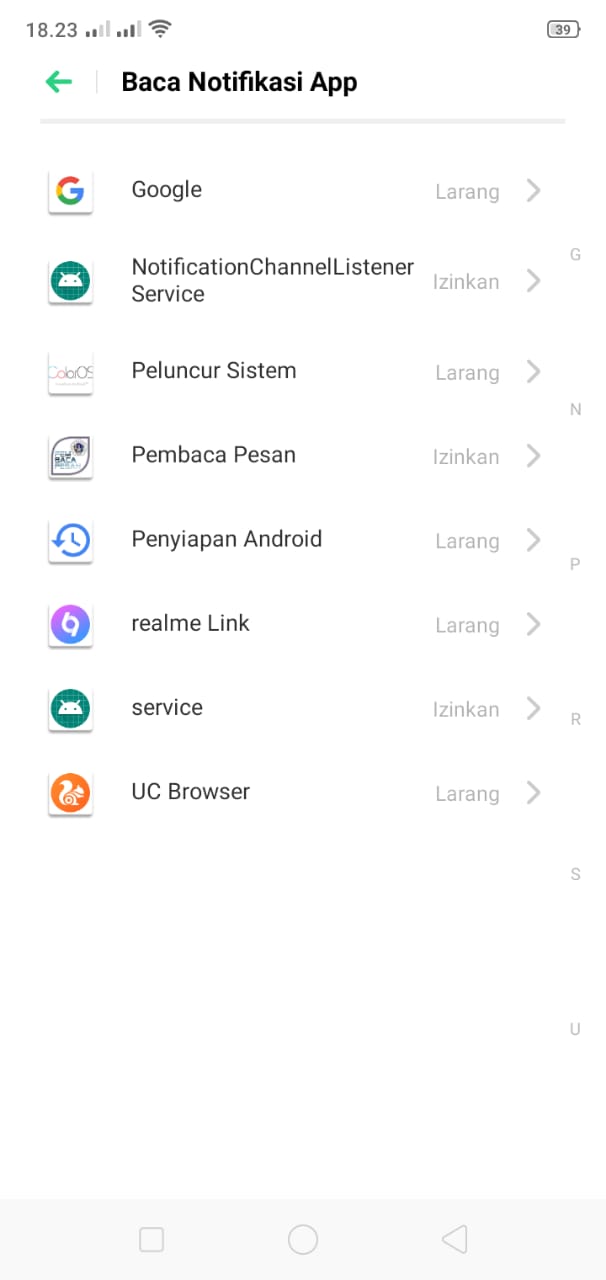 18.23
39
Baca Notifikasi App
Google
Larang
G
NotificationChannelListener
Service
Izinkan
ColorOS
Peluncur Sistem
Larang
N
BACA
PESAN
Pembaca Pesan
Izinkan
Penyiapan Android
Larang
P
realme Link
Larang
service
Izinkan
R
UC Browser
Larang
S
U